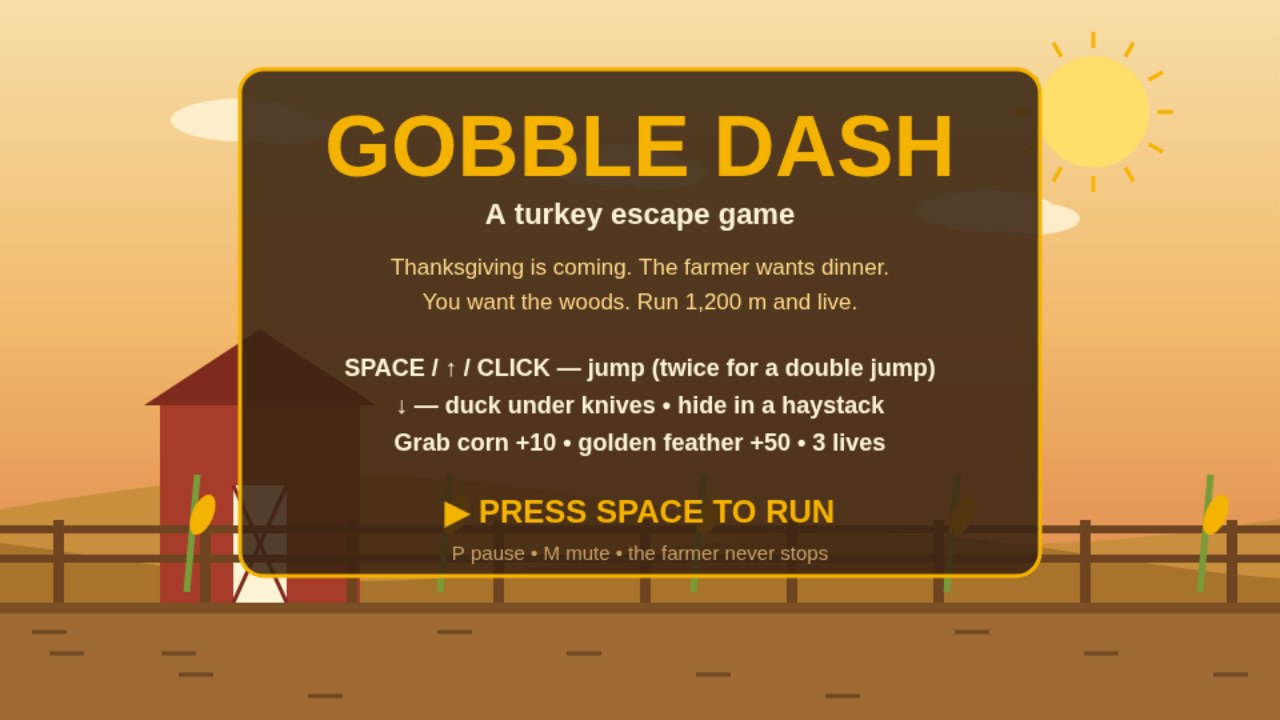 GOBBLE DASH
A turkey escape game
Thanksgiving is coming. The farmer wants dinner.
You want the woods. Run 1,200 m and live.
SPACE / ↑ / CLICK — jump (twice for a double jump)
↓ — duck under knives • hide in a haystack
Grab corn +10 • golden feather +50 • 3 lives
▶ PRESS SPACE TO RUN
P pause • M mute • the farmer never stops